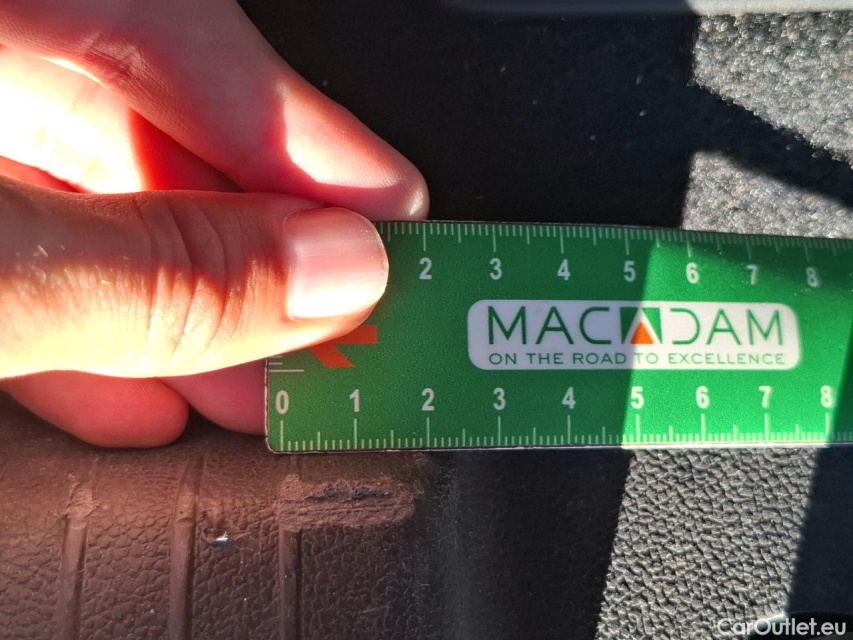 2 3 4 5 6 7 8
MACADAM
ON THE ROAD TO EXCELLENCE
0 1 2 3 4 5 6 7 8
CarOutlet.eu